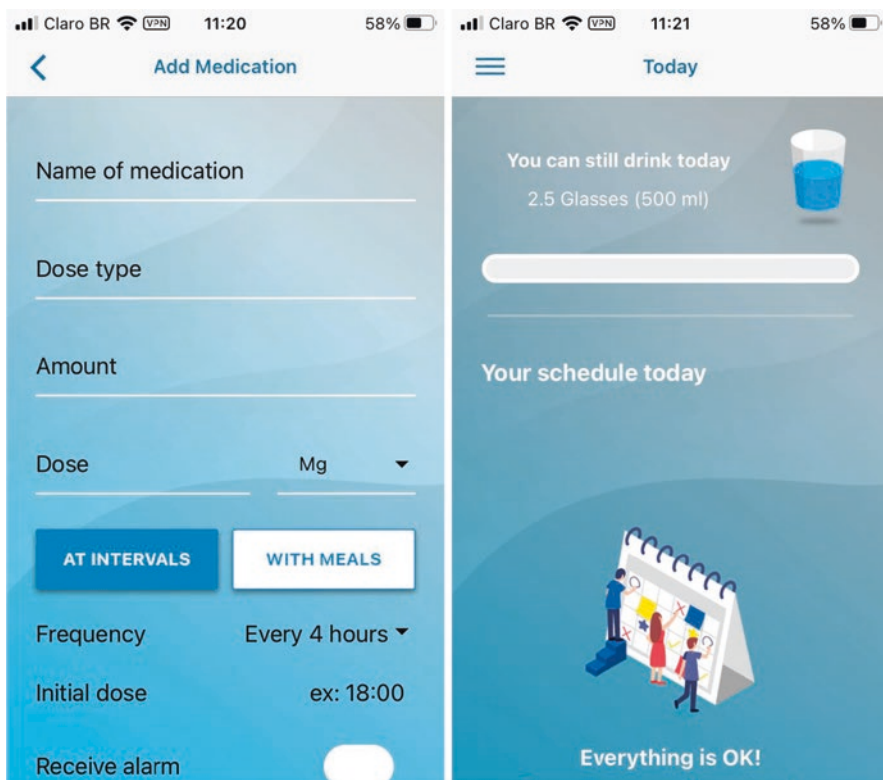 Claro BR VPN 11:20 58%
Add Medication
Name of medication
Dose type
Amount
Dose Mg
AT INTERVALS WITH MEALS
Frequency Every 4 hours
Initial dose ex: 18:00
Receive alarm
Claro BR VPN 11:21 58%
Today
You can still drink today
2.5 Glasses (500 ml)
Your schedule today
Everything is OK!